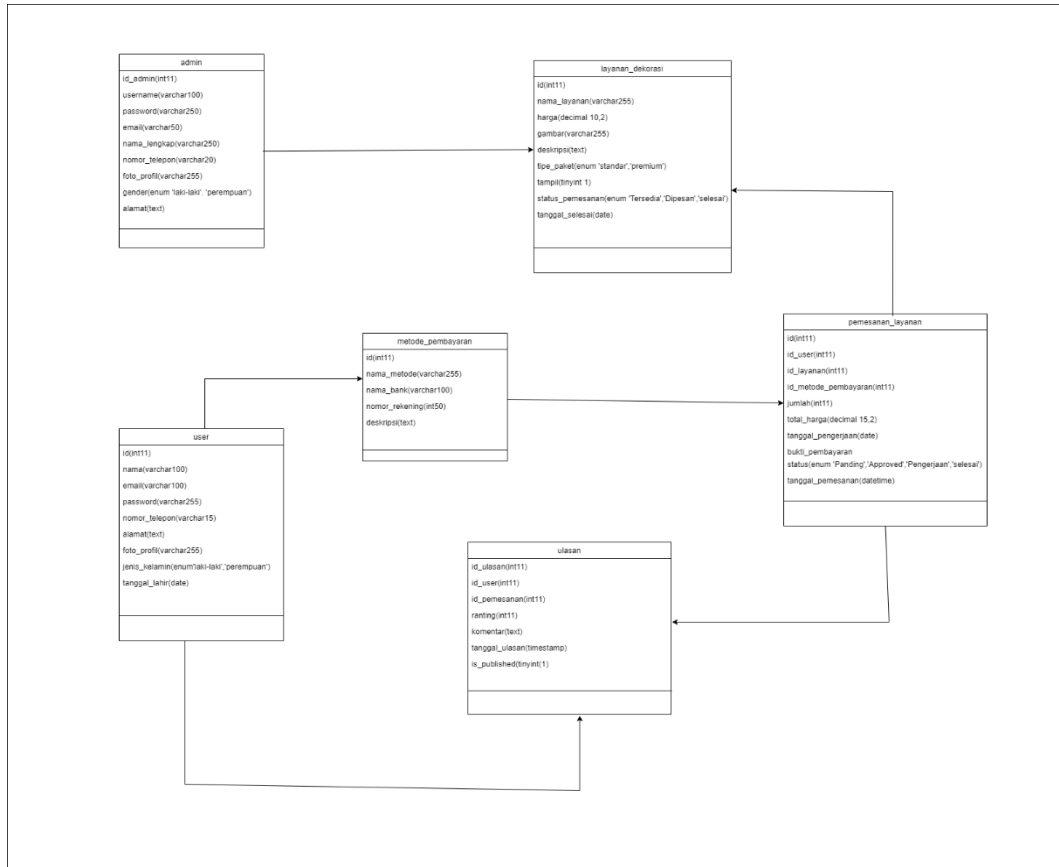 admin
id_admin(int11)
username(varchar100)
password(varchar250)
email(varchar50)
nama_lengkap(varchar250)
nomor_telepon(varchar20)
foto_profil(varchar255)
gender(enum 'laki-laki'. 'perempuan')
alamat(text)
layanan_dekorasi
id(int11)
nama_layanan(varchar255)
harga(decimal 10,2)
gambar(varchar255)
deskripsi(text)
tipe_paket(enum 'standar','premium')
tampil(tinyint 1)
status_pemesanan(enum 'Tersedia','Dipesan','selesai')
tanggal_selesai(date)
metode_pembayaran
id(int11)
nama_metode(varchar255)
nama_bank(varchar100)
nomor_rekening(int50)
deskripsi(text)
pemesanan_layanan
id(int11)
id_user(int11)
id_layanan(int11)
id_metode_pembayaran(int11)
jumlah(int11)
total_harga(decimal 15,2)
tanggal_pengerjaan(date)
bukti_pembayaran
status(enum 'Panding','Approved','Pengerjaan','selesai')
tanggal_pemesanan(datetime)
user
id(int11)
nama(varchar100)
email(varchar100)
password(varchar255)
nomor_telepon(varchar15)
alamat(text)
foto_profil(varchar255)
jenis_kelamin(enum'laki-laki','perempuan')
tanggal_lahir(date)
ulasan
id_ulasan(int11)
id_user(int11)
id_pemesanan(int11)
ranting(int11)
komentar(text)
tanggal_ulasan(timestamp)
is_published(tinyint(1)